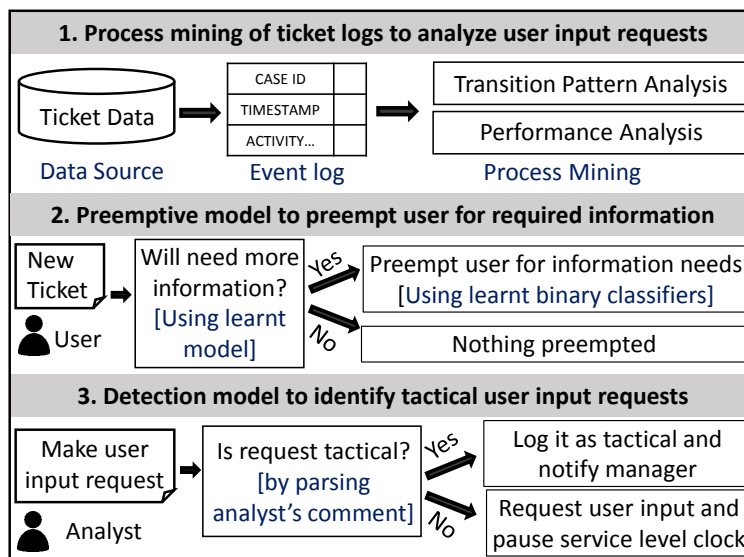 1. Process mining of ticket logs to analyze user input requests
Ticket Data
CASE ID
TIMESTAMP
ACTIVITY...
Transition Pattern Analysis
Performance Analysis
Data Source
Event log
Process Mining
2. Preemptive model to preempt user for required information
New
Ticket
User
Will need more
information?
[Using learnt
model]
Yes
No
Preempt user for information needs
[Using learnt binary classifiers]
Nothing preempted
3. Detection model to identify tactical user input requests
Make user
input request
Analyst
Is request tactical?
[by parsing
analyst's comment]
Yes
No
Log it as tactical and
notify manager
Request user input and
pause service level clock